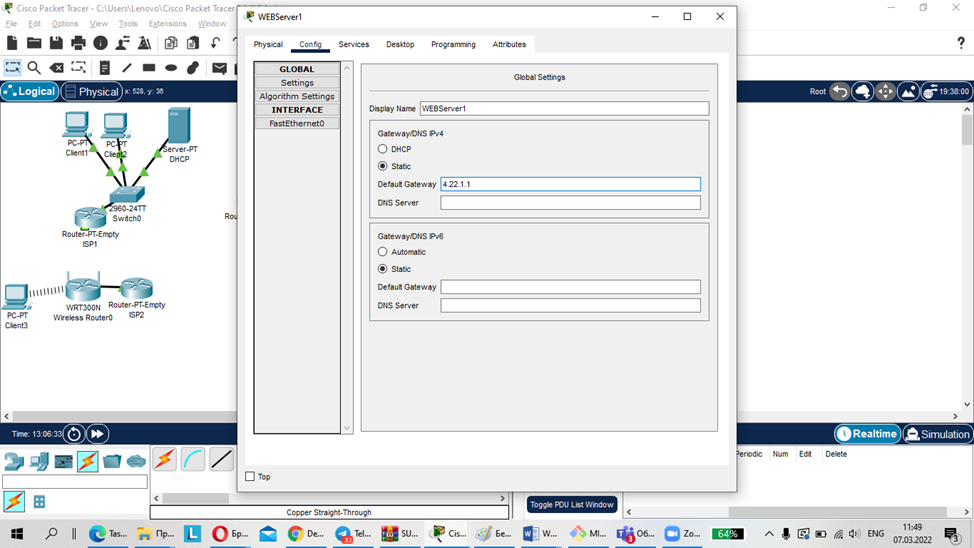 Cisco Packet Tracer - C:\Users\Lenovo\
File Edit Options View Tools Extensions Window
WEBServer1
Physical Config Services Desktop Programming Attributes
GLOBAL
Settings
Algorithm Settings
INTERFACE
FastEthernet0
Global Settings
Display Name WEBServer1
Gateway/DNS IPv4
DHCP
Static
Default Gateway 4.22.1.1
DNS Server
Gateway/DNS IPv6
Automatic
Static
Default Gateway
DNS Server
Top
?
Logical Physical x: 528, y: 36
Root 19:38:00
PC-PT
Client1
PC-PT
Client2
Server-PT
DHCP
2960-24TT
Switch0
Router-PT-Empty
ISP1
Rou
PC-PT
Client3
WRT300N
Wireless Router0
Router-PT-Empty
ISP2
Time: 13:06:33
Realtime Simulation
Periodic Num Edit Delete
Copper Straight-Through
Toggle PDU List Window
Tas... Пр... L Бр... De... Tel... 82 SU... Cis... Бе... W... MI... Об... Zo... 64% ENG
11:49
07.03.2022
3